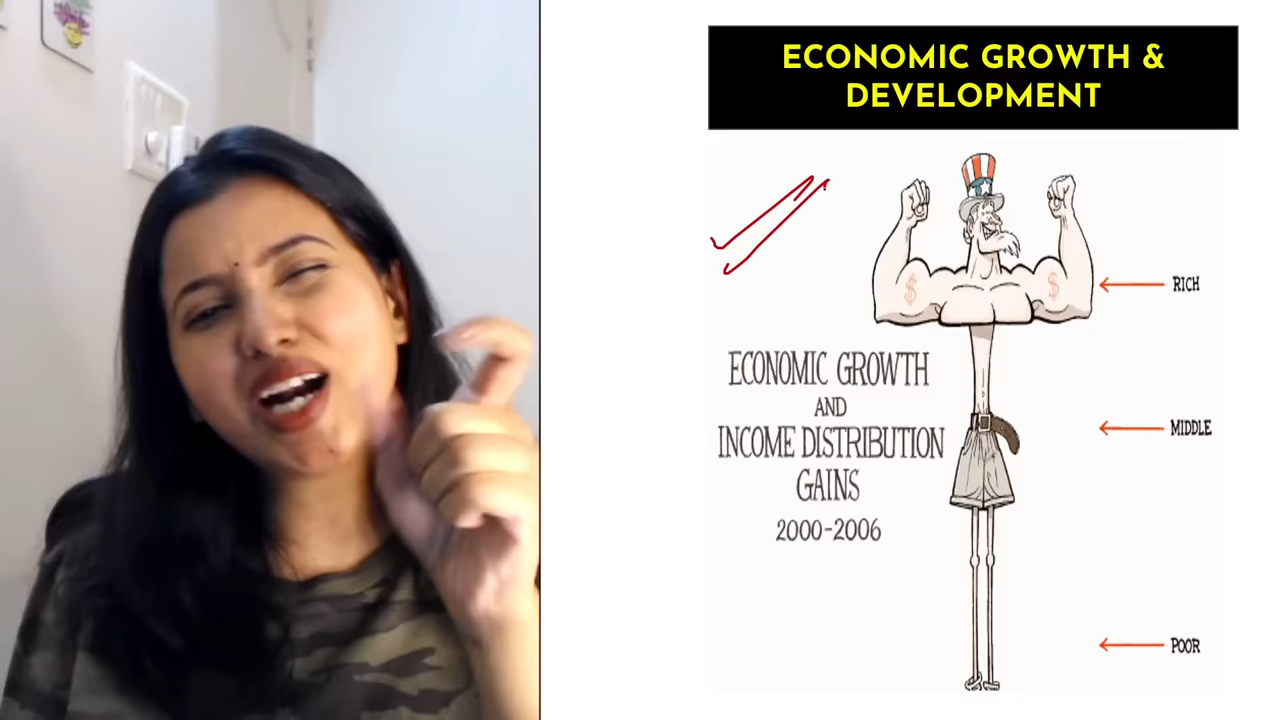 ECONOMIC GROWTH &
DEVELOPMENT
$ $
RICH
ECONOMIC GROWTH
AND
INCOME DISTRIBUTION
GAINS
2000-2006
MIDDLE
POOR